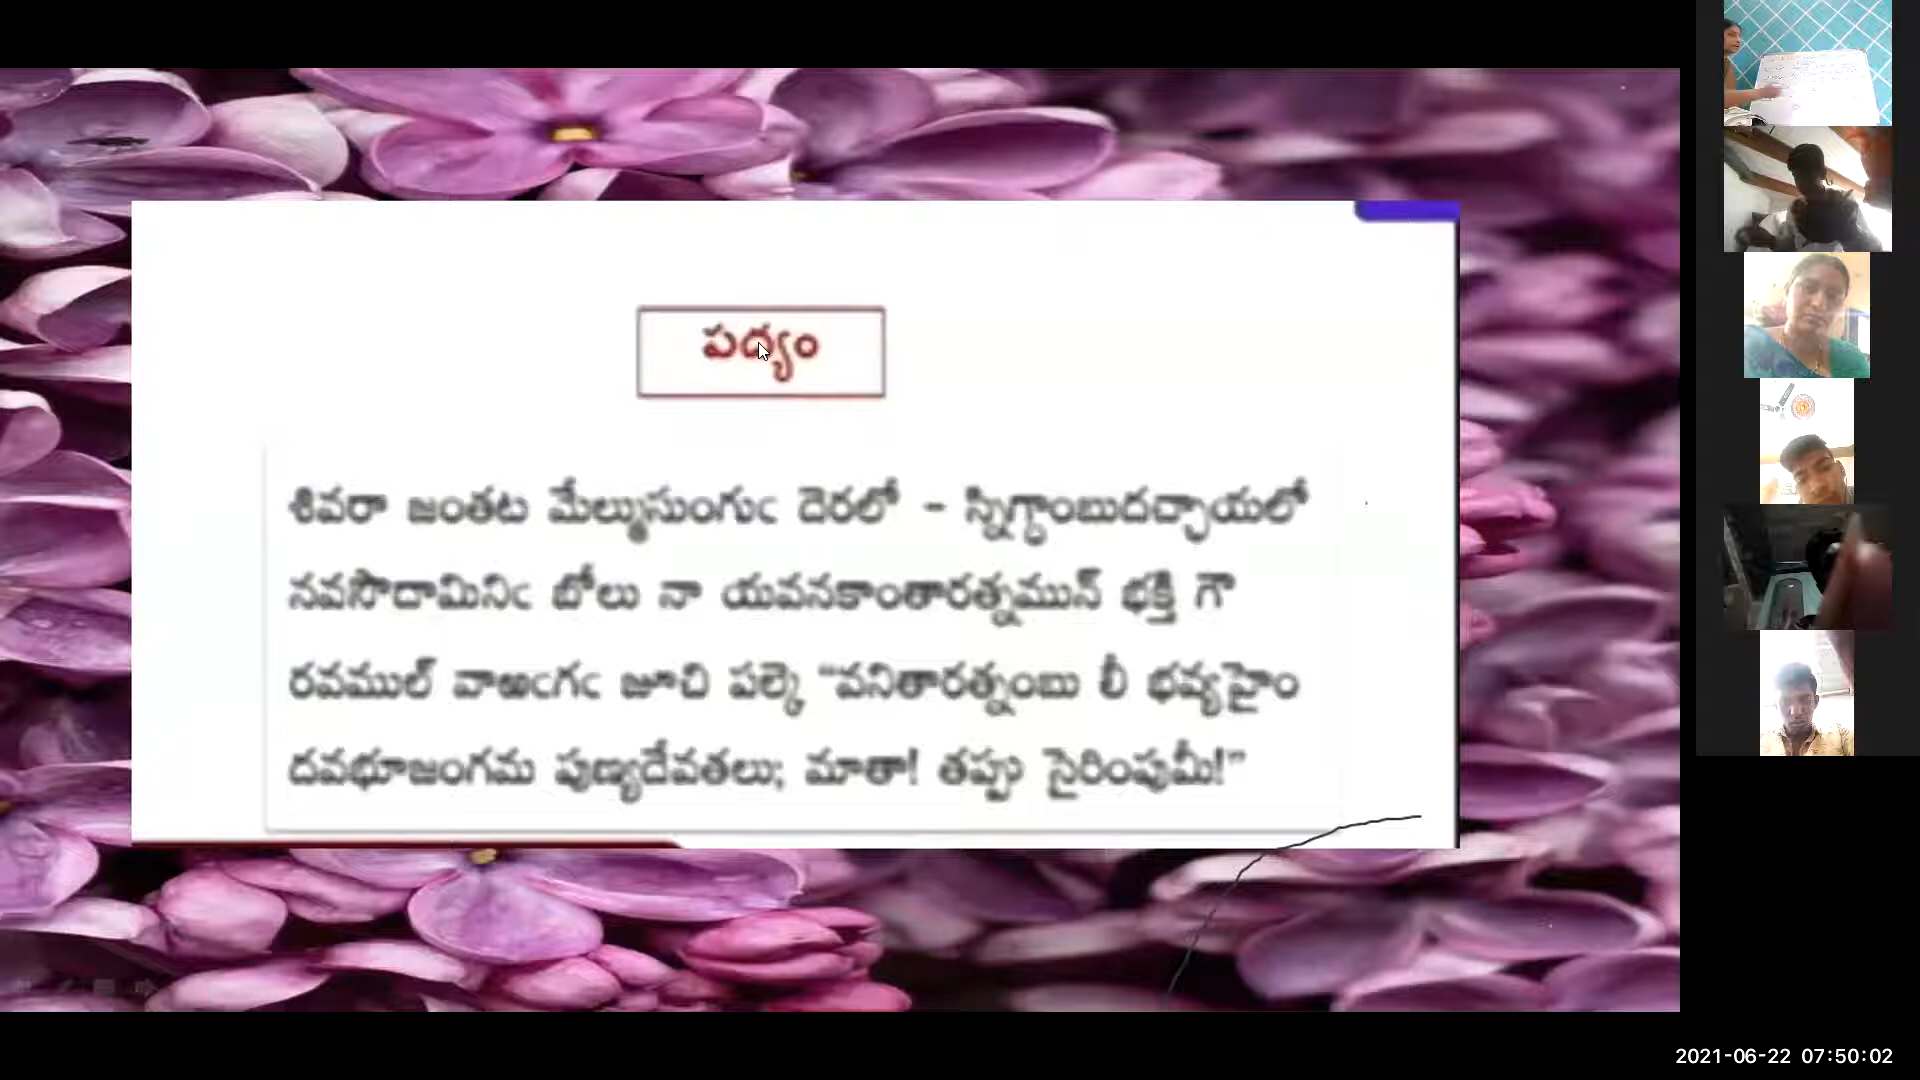 పద్యం
శివరా జంతట మేల్ముసుంగుఁ దెరలో - స్నిగ్ధాంబుదచ్ఛాయలో
నవసౌదామినిఁ బోలు నా యవనకాంతారత్నమున్ భక్తి గౌ
రవముల్ వాఱఁగఁ జూచి పల్కె “వనితారత్నంబు లీ భవ్యహైం
దవభూజంగమ పుణ్యదేవతలు; మాతా! తప్పు సైరింపుమీ!”
2021-06-22 07:50:02